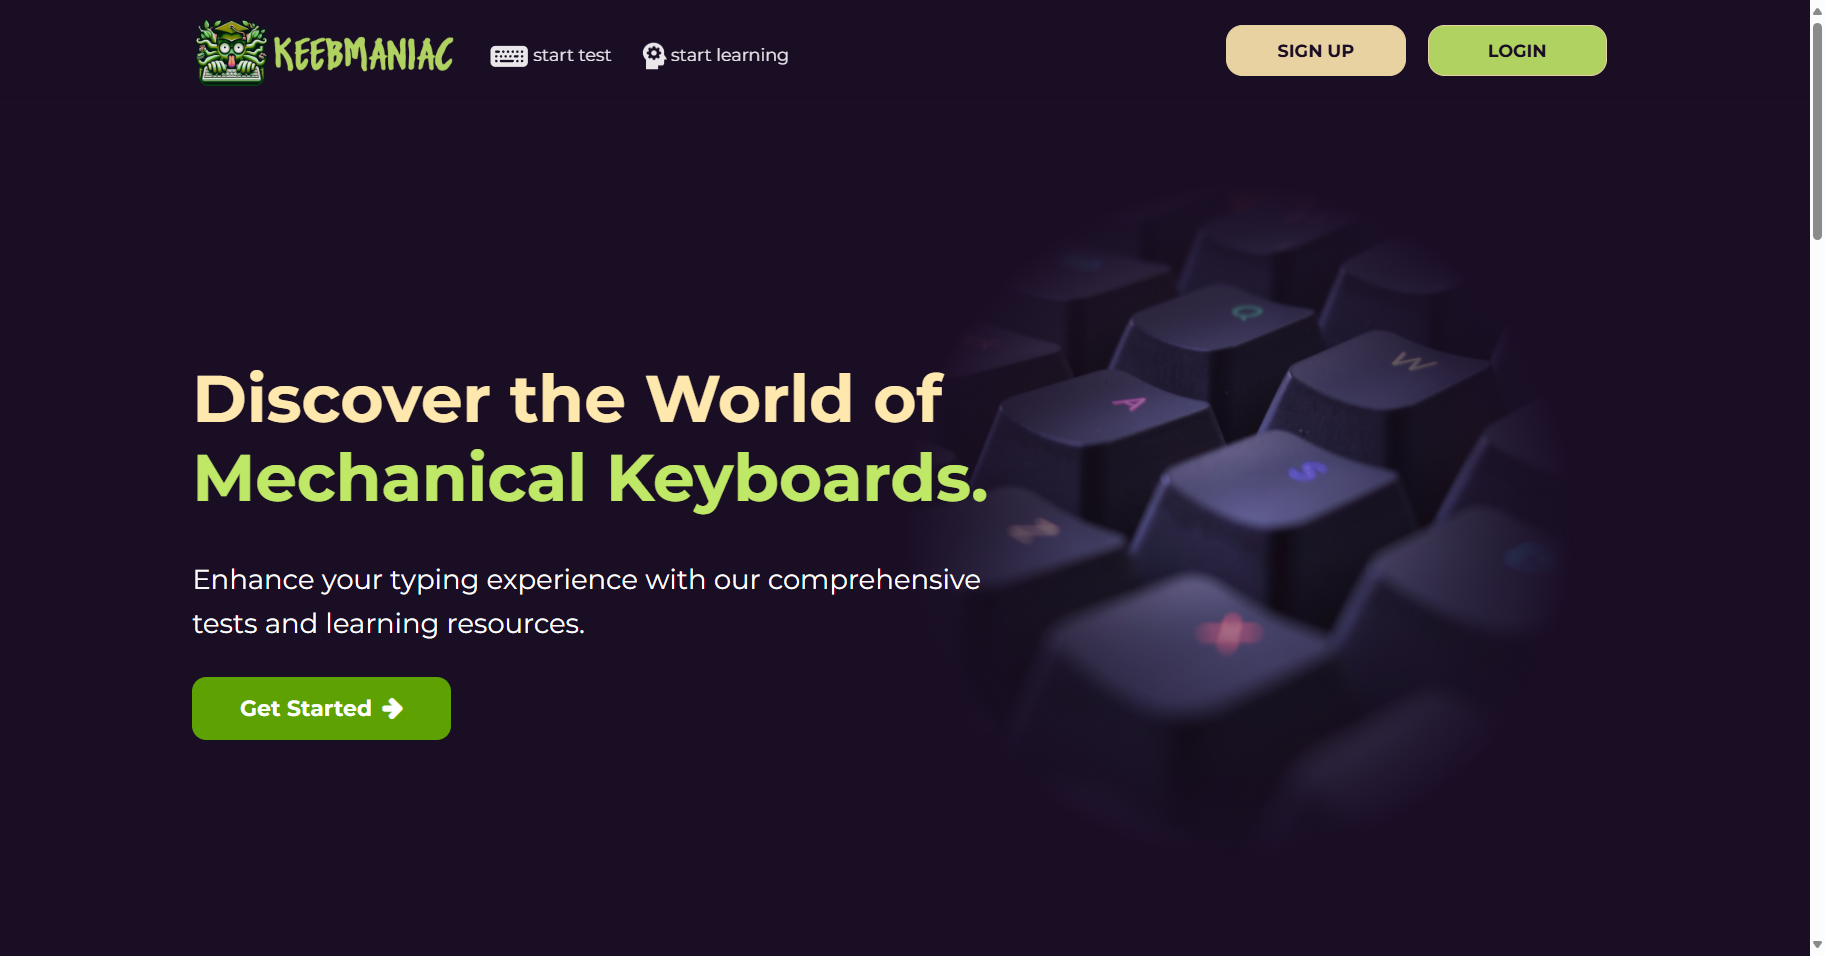 KEEBMANIAC
start test
start learning
SIGN UP
LOGIN
Discover the World of
Mechanical Keyboards.
Enhance your typing experience with our comprehensive
tests and learning resources.
Get Started
Q
W
A
S
Z
X